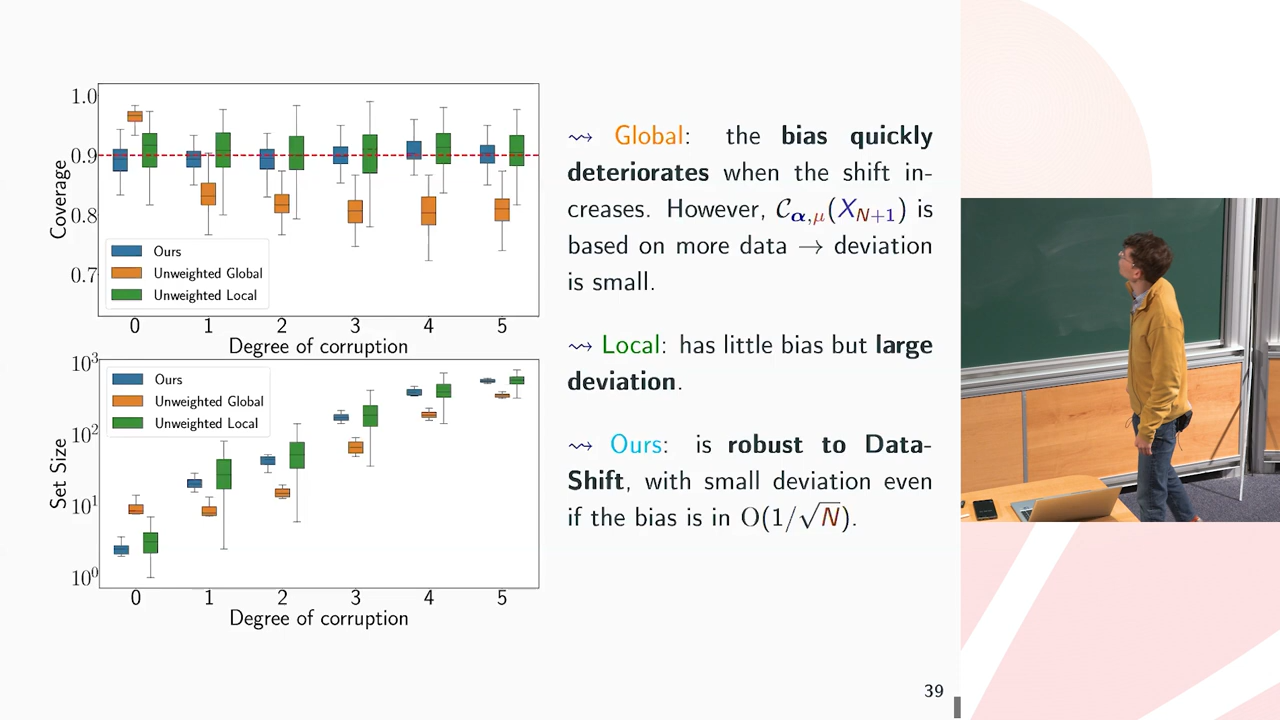 1.0
0.9
0.8
0.7
Coverage
Ours
Unweighted Global
Unweighted Local
0 1 2 3 4 5
Degree of corruption
10³
10²
10¹
10⁰
Set Size
Ours
Unweighted Global
Unweighted Local
0 1 2 3 4 5
Degree of corruption
⇝ Global: the bias quickly
deteriorates when the shift in-
creases. However, 𝒞_{α,μ}(X_{N+1}) is
based on more data → deviation
is small.
⇝ Local: has little bias but large
deviation.
⇝ Ours: is robust to Data-
Shift, with small deviation even
if the bias is in O(1/√N).
39